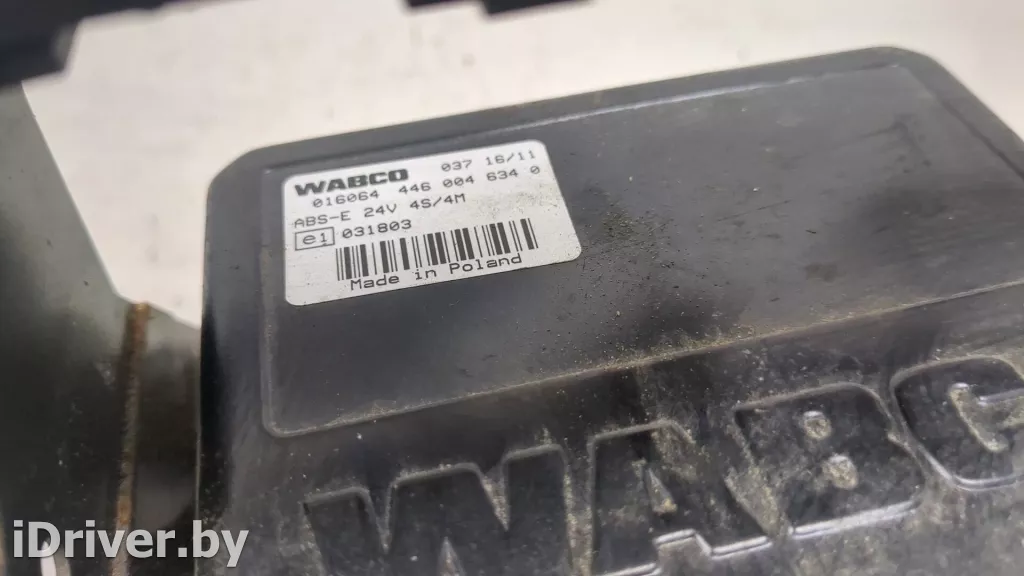 WABCO 037 16/11
016064 446 004 634 0
ABS-E 24V 4S/4M
e1 031803
Made in Poland
WABC
iDriver.by